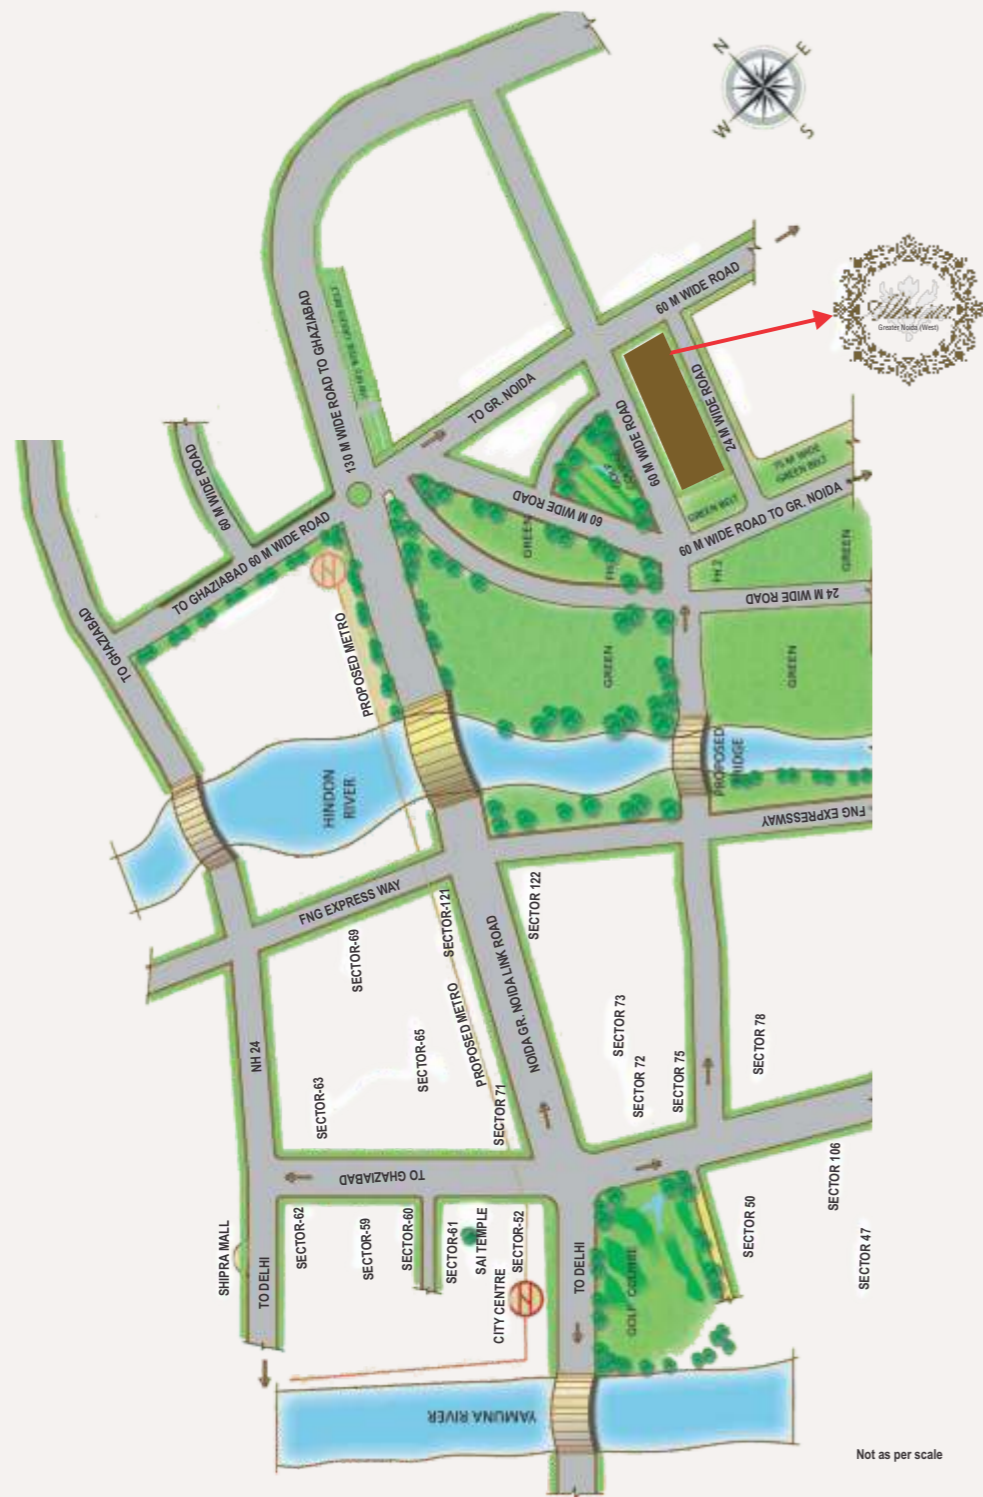 N
E
W
S
60 M WIDE ROAD
Greater Noida (West)
130 M WIDE ROAD TO GHAZIABAD
TO GR. NOIDA
24 M WIDE ROAD
60 M WIDE ROAD
60 M WIDE ROAD
75 M WIDE
GREEN BELT
GREEN BELT
60 M WIDE ROAD
60 M WIDE ROAD TO GR. NOIDA
TO GHAZIABAD 60 M WIDE ROAD
GREEN
GREEN
24 M WIDE ROAD
TO GHAZIABAD
PROPOSED METRO
GREEN
GREEN
HINDON
RIVER
PROPOSED
FNG EXPRESSWAY
FNG EXPRESS WAY
SECTOR-121
SECTOR 122
SECTOR-69
NOIDA GR. NOIDA LINK ROAD
PROPOSED METRO
NH 24
SECTOR-65
SECTOR 73
SECTOR 72
SECTOR 75
SECTOR 78
SECTOR-63
SECTOR 71
TO GHAZIABAD
SECTOR 106
SHIPRA MALL
SECTOR-62
SECTOR-59
SECTOR-60
SECTOR-61
SAI TEMPLE
SECTOR-52
SECTOR 50
SECTOR 47
TO DELHI
CITY CENTRE
TO DELHI
GOLF COURSE
YAMUNA RIVER
Not as per scale